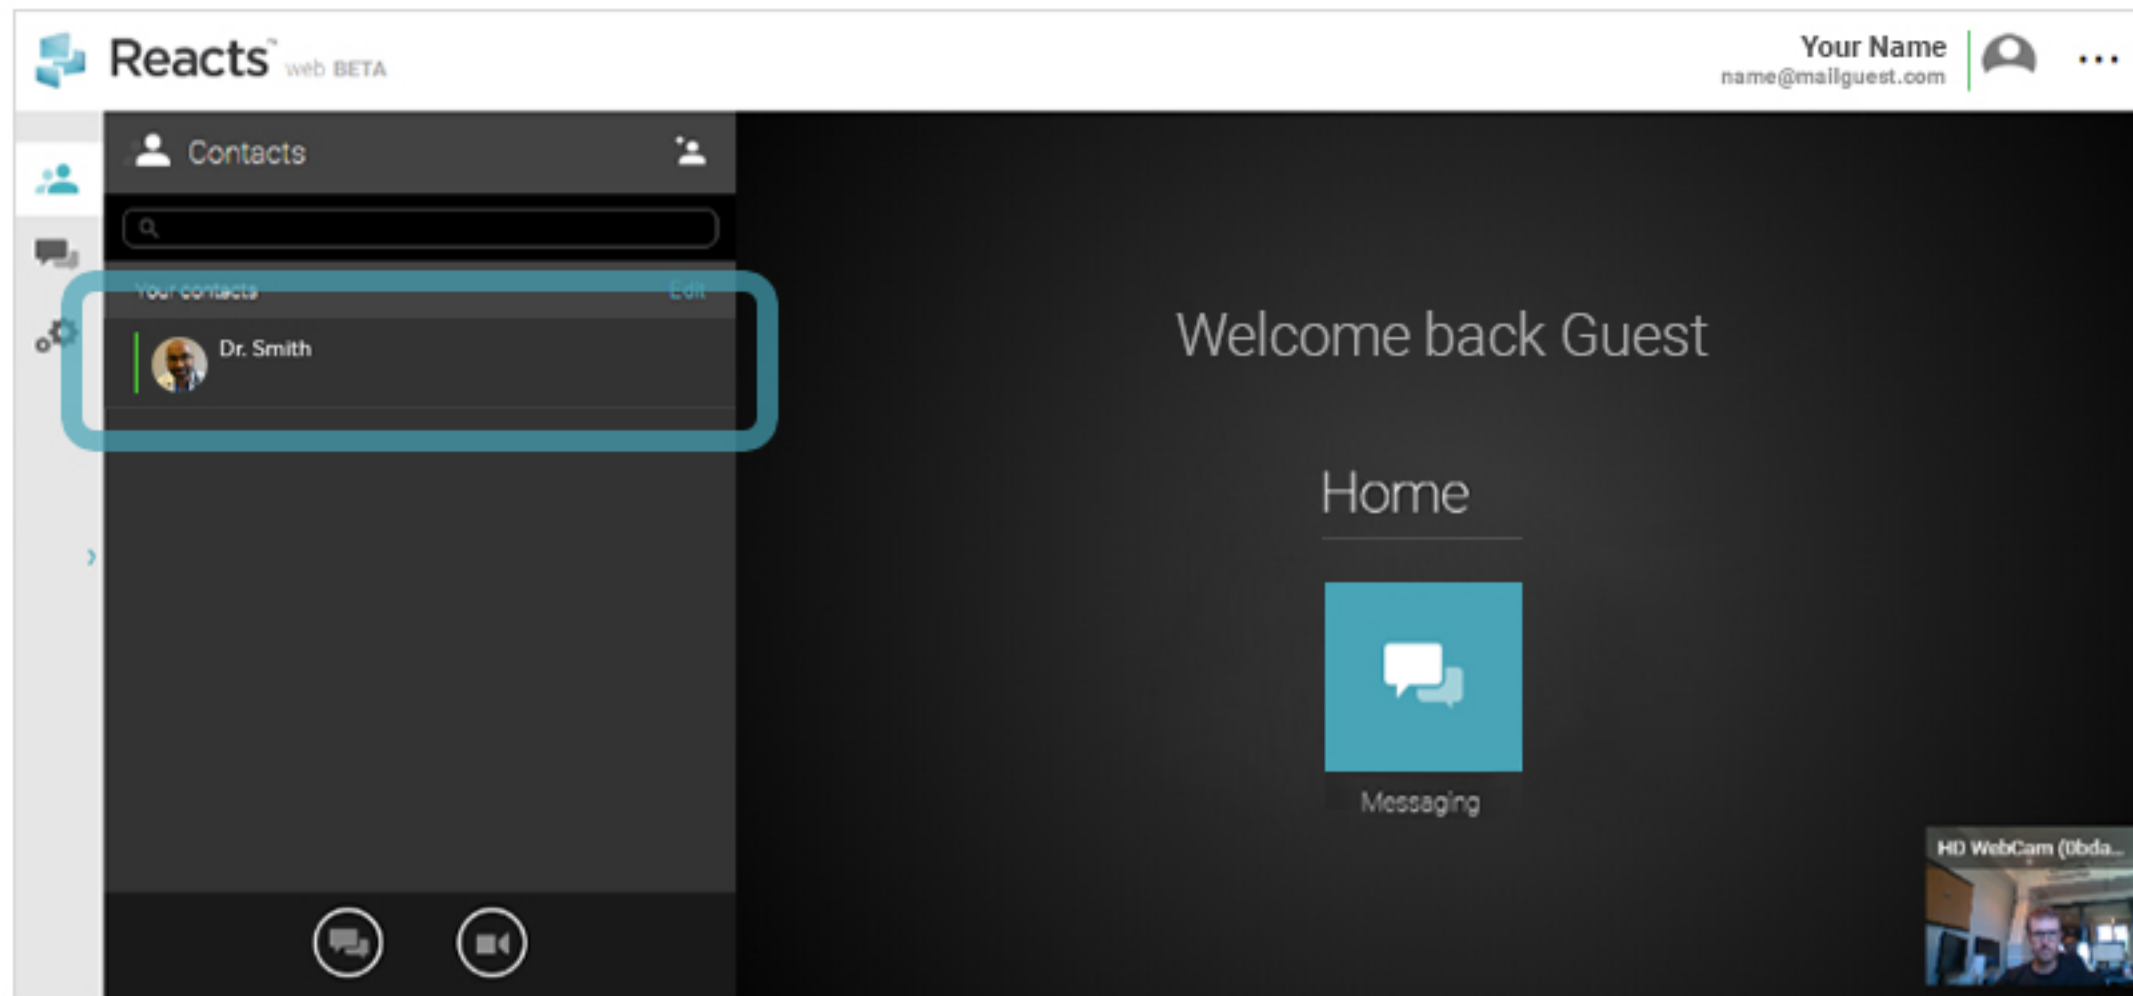 Reacts™ web BETA
Your Name
name@mailguest.com
Contacts
Your contacts Edit
Dr. Smith
Welcome back Guest
Home
Messaging
HD WebCam (0bda...